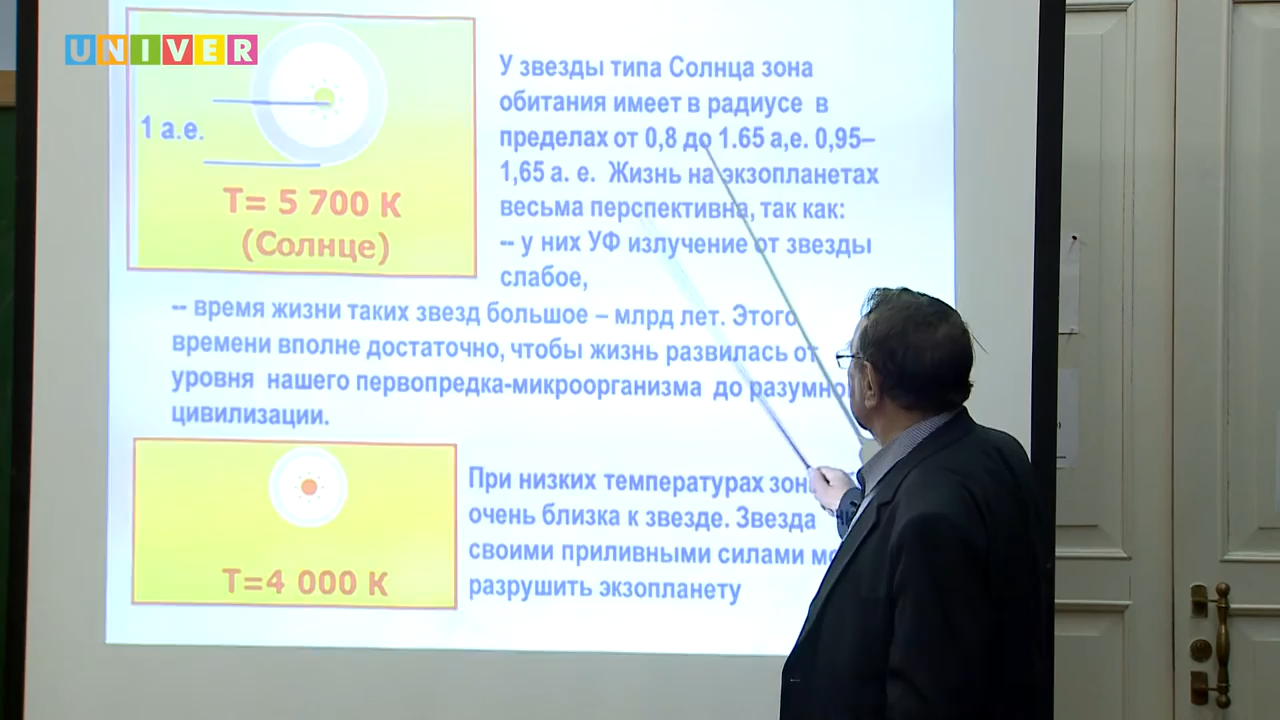 UNIVER
1 а.е.
Т= 5 700 К
(Солнце)
У звезды типа Солнца зона
обитания имеет в радиусе в
пределах от 0,8 до 1.65 а,е. 0,95–
1,65 а. е. Жизнь на экзопланетах
весьма перспективна, так как:
-- у них УФ излучение от звезды
слабое,
-- время жизни таких звезд большое – млрд лет. Этого
времени вполне достаточно, чтобы жизнь развилась от
уровня нашего первопредка-микроорганизма до
цивилизации.
Т=4 000 К
При низких температурах
очень близка к звезде. Звезда
своими приливными силами
разрушить экзопланету